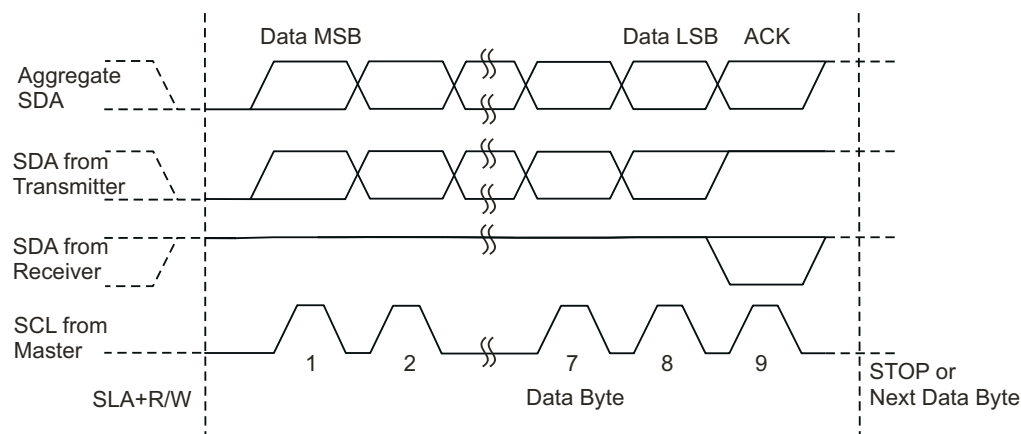 Data MSB
Data LSB
ACK
Aggregate
SDA
SDA from
Transmitter
SDA from
Receiver
SCL from
Master
1
2
7
8
9
SLA+R/W
Data Byte
STOP or
Next Data Byte